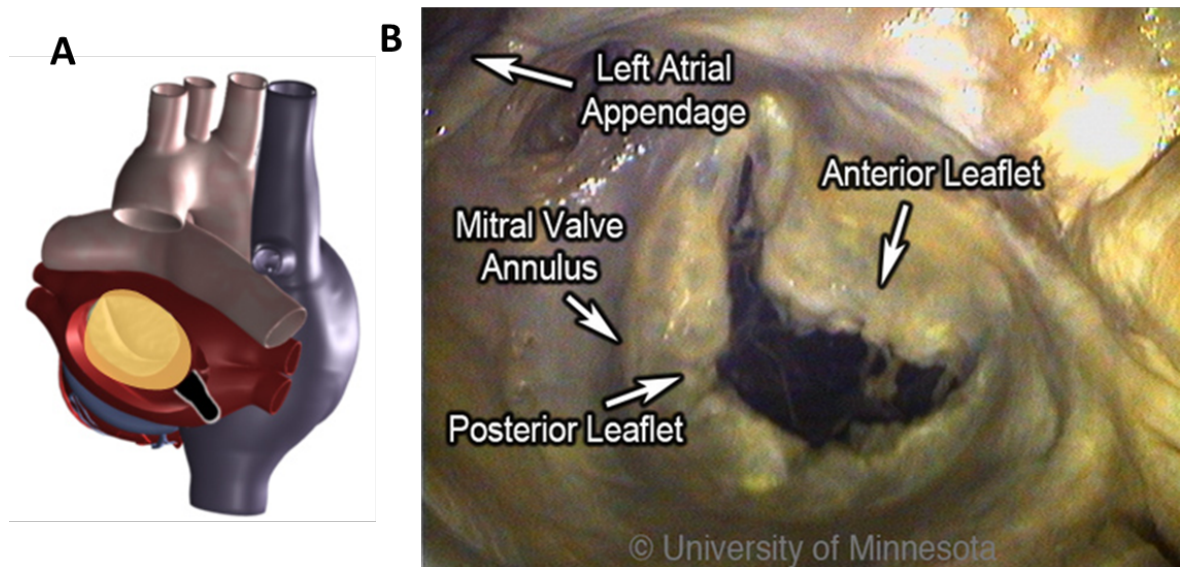 A
B
Left Atrial
Appendage
Anterior Leaflet
Mitral Valve
Annulus
Posterior Leaflet
© University of Minnesota